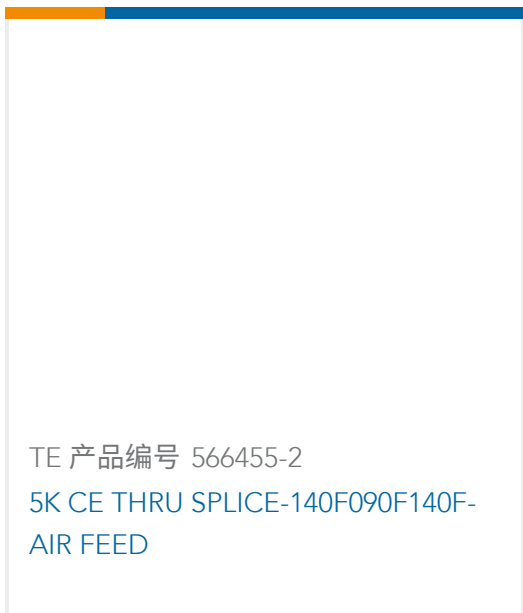 TE 产品编号 566455-2
5K CE THRU SPLICE-140F090F140F-
AIR FEED